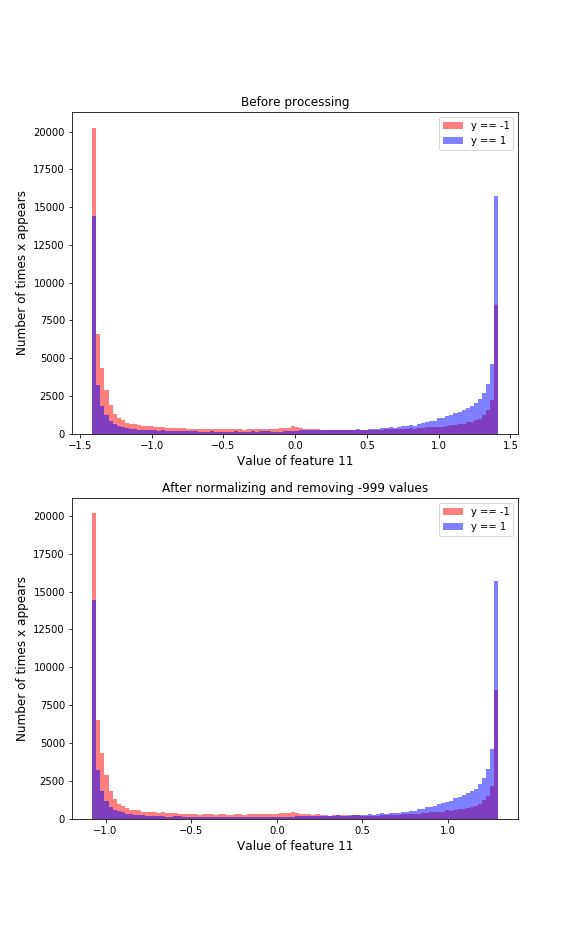 Before processing
y == -1
y == 1
20000
17500
15000
12500
10000
7500
5000
2500
0
Number of times x appears
−1.5 −1.0 −0.5 0.0 0.5 1.0 1.5
Value of feature 11
After normalizing and removing -999 values
y == -1
y == 1
20000
17500
15000
12500
10000
7500
5000
2500
0
Number of times x appears
−1.0 −0.5 0.0 0.5 1.0
Value of feature 11